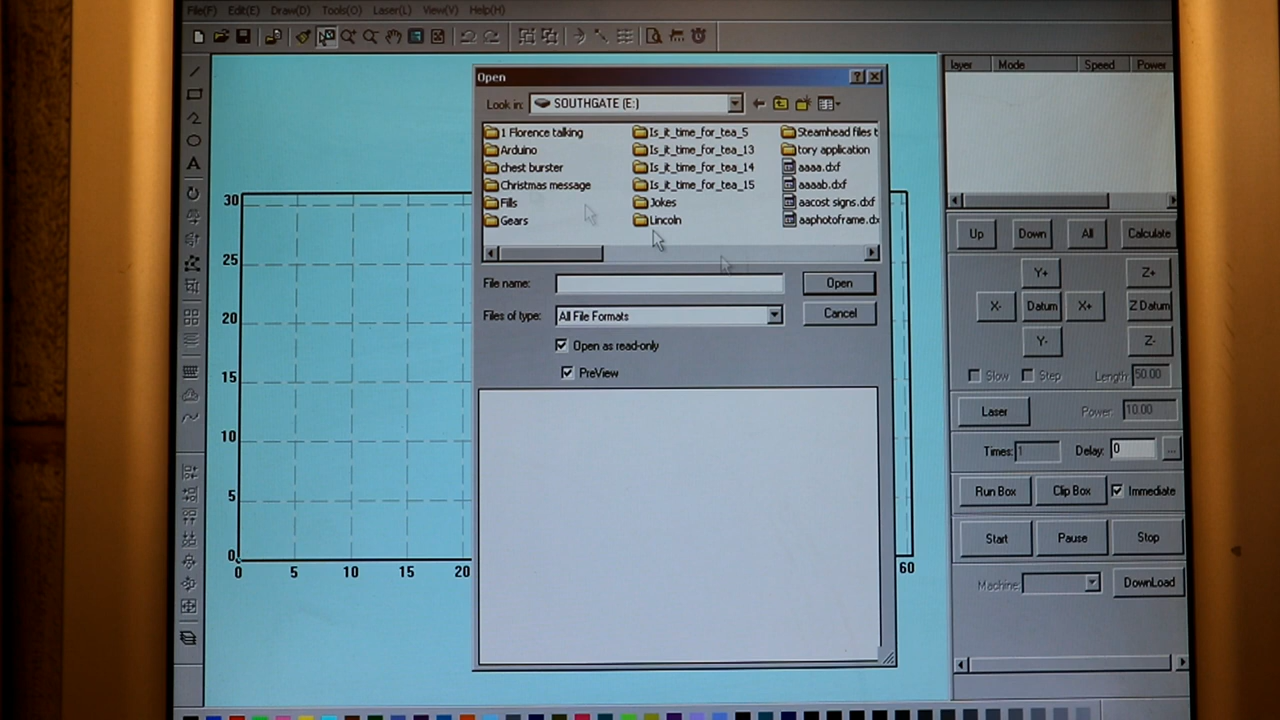 File(F) Edit(E) Draw(D) Tools(O) Laser(L) View(V) Help(H)
Open
Look in: SOUTHGATE (E:)
1 Florence talking
Arduino
chest burster
Christmas message
Fills
Gears
Is_it_time_for_tea_5
Is_it_time_for_tea_13
Is_it_time_for_tea_14
Is_it_time_for_tea_15
Jokes
Lincoln
Steamhead files t
tory application
aaaa.dxf
aaaab.dxf
aacost signs.dxf
aaphotoframe.dx
File name:
Open
Files of type: All File Formats
Cancel
Open as read-only
PreView
30
25
20
15
10
5
0
0 5 10 15 20 60
layer Mode Speed Power
Up Down All Calculate
Y+ Z+
X- Datum X+ Z Datum
Y- Z-
Slow Step Length 50.00
Laser Power: 10.00
Times: 1 Delay: 0 ...
Run Box Clip Box Immediate
Start Pause Stop
Machine: DownLoad